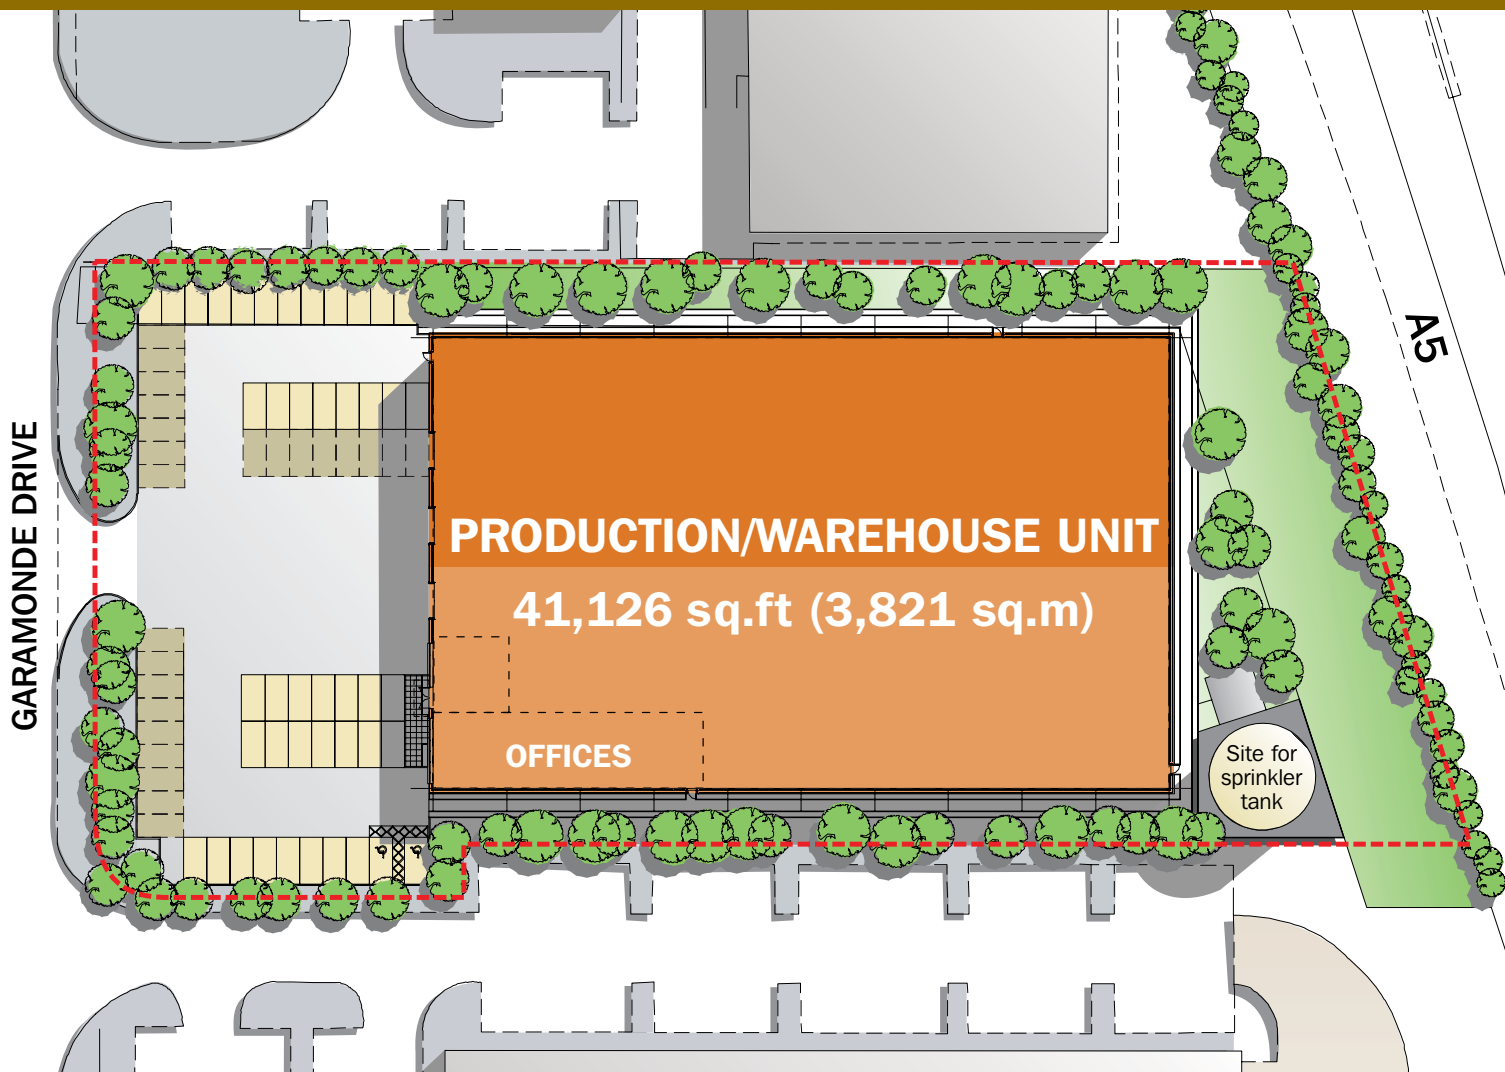 GARAMONDE DRIVE
A5
PRODUCTION/WAREHOUSE UNIT
41,126 sq.ft (3,821 sq.m)
OFFICES
Site for
sprinkler
tank